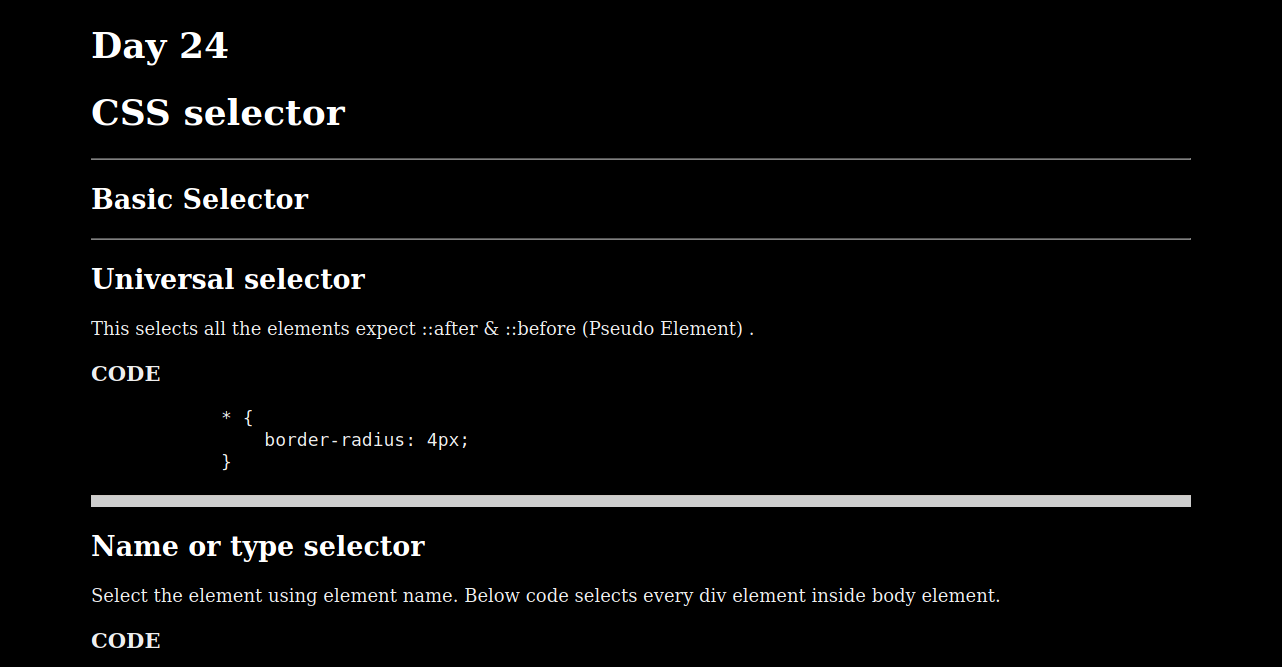 Day 24
CSS selector
Basic Selector
Universal selector
This selects all the elements expect ::after & ::before (Pseudo Element) .
CODE
* {
border-radius: 4px;
}
Name or type selector
Select the element using element name. Below code selects every div element inside body element.
CODE